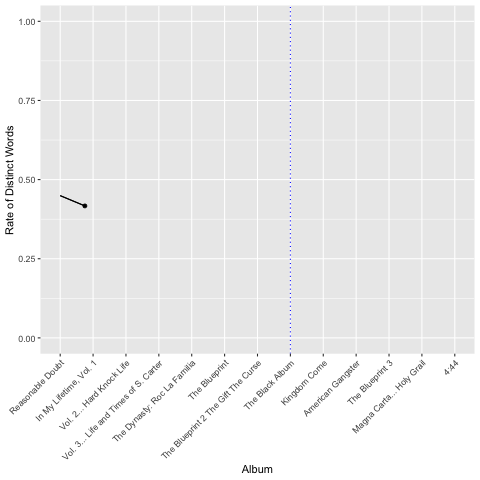 1.00
0.75
0.50
0.25
0.00
Rate of Distinct Words
Reasonable Doubt
In My Lifetime, Vol. 1
Vol. 2... Hard Knock Life
Vol. 3... Life and Times of S. Carter
The Dynasty: Roc La Familia
The Blueprint
The Blueprint 2 The Gift The Curse
The Black Album
Kingdom Come
American Gangster
The Blueprint 3
Magna Carta... Holy Grail
4:44
Album